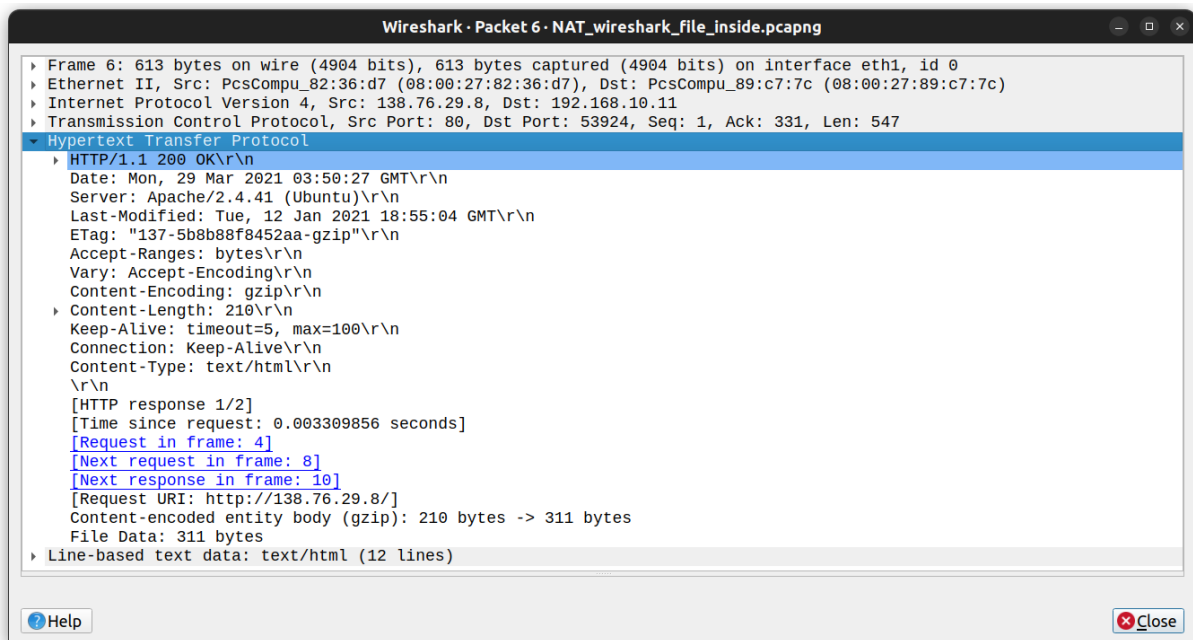 Wireshark · Packet 6 · NAT_wireshark_file_inside.pcapng
Frame 6: 613 bytes on wire (4904 bits), 613 bytes captured (4904 bits) on interface eth1, id 0
Ethernet II, Src: PcsCompu_82:36:d7 (08:00:27:82:36:d7), Dst: PcsCompu_89:c7:7c (08:00:27:89:c7:7c)
Internet Protocol Version 4, Src: 138.76.29.8, Dst: 192.168.10.11
Transmission Control Protocol, Src Port: 80, Dst Port: 53924, Seq: 1, Ack: 331, Len: 547
Hypertext Transfer Protocol
HTTP/1.1 200 OK\r\n
Date: Mon, 29 Mar 2021 03:50:27 GMT\r\n
Server: Apache/2.4.41 (Ubuntu)\r\n
Last-Modified: Tue, 12 Jan 2021 18:55:04 GMT\r\n
ETag: "137-5b8b88f8452aa-gzip"\r\n
Accept-Ranges: bytes\r\n
Vary: Accept-Encoding\r\n
Content-Encoding: gzip\r\n
Content-Length: 210\r\n
Keep-Alive: timeout=5, max=100\r\n
Connection: Keep-Alive\r\n
Content-Type: text/html\r\n
\r\n
[HTTP response 1/2]
[Time since request: 0.003309856 seconds]
[Request in frame: 4]
[Next request in frame: 8]
[Next response in frame: 10]
[Request URI: http://138.76.29.8/]
Content-encoded entity body (gzip): 210 bytes -> 311 bytes
File Data: 311 bytes
Line-based text data: text/html (12 lines)
Help
Close